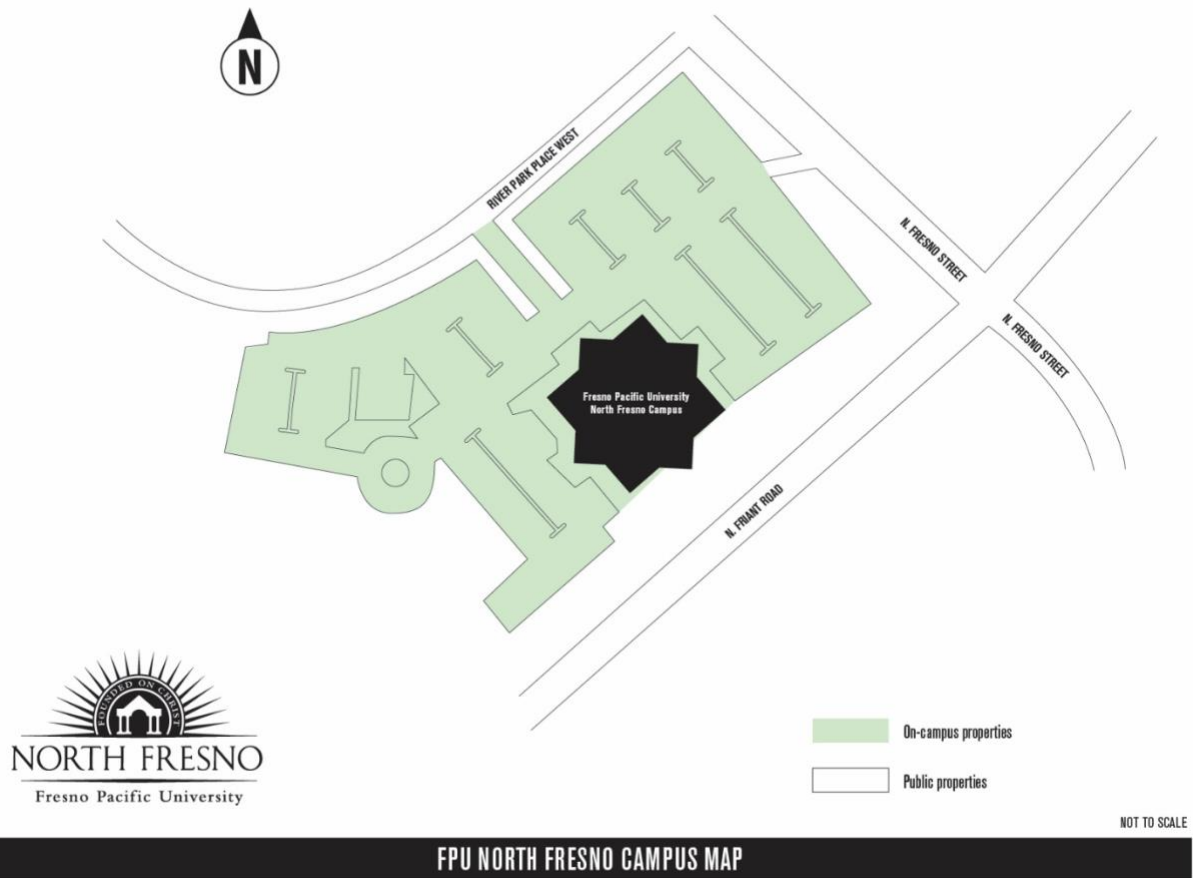 N
RIVER PARK PLACE WEST
N. FRESNO STREET
N. FRESNO STREET
Fresno Pacific University
North Fresno Campus
N. FRIANT ROAD
FOUNDED ON CHRIST
NORTH FRESNO
Fresno Pacific University
On-campus properties
Public properties
NOT TO SCALE
FPU NORTH FRESNO CAMPUS MAP